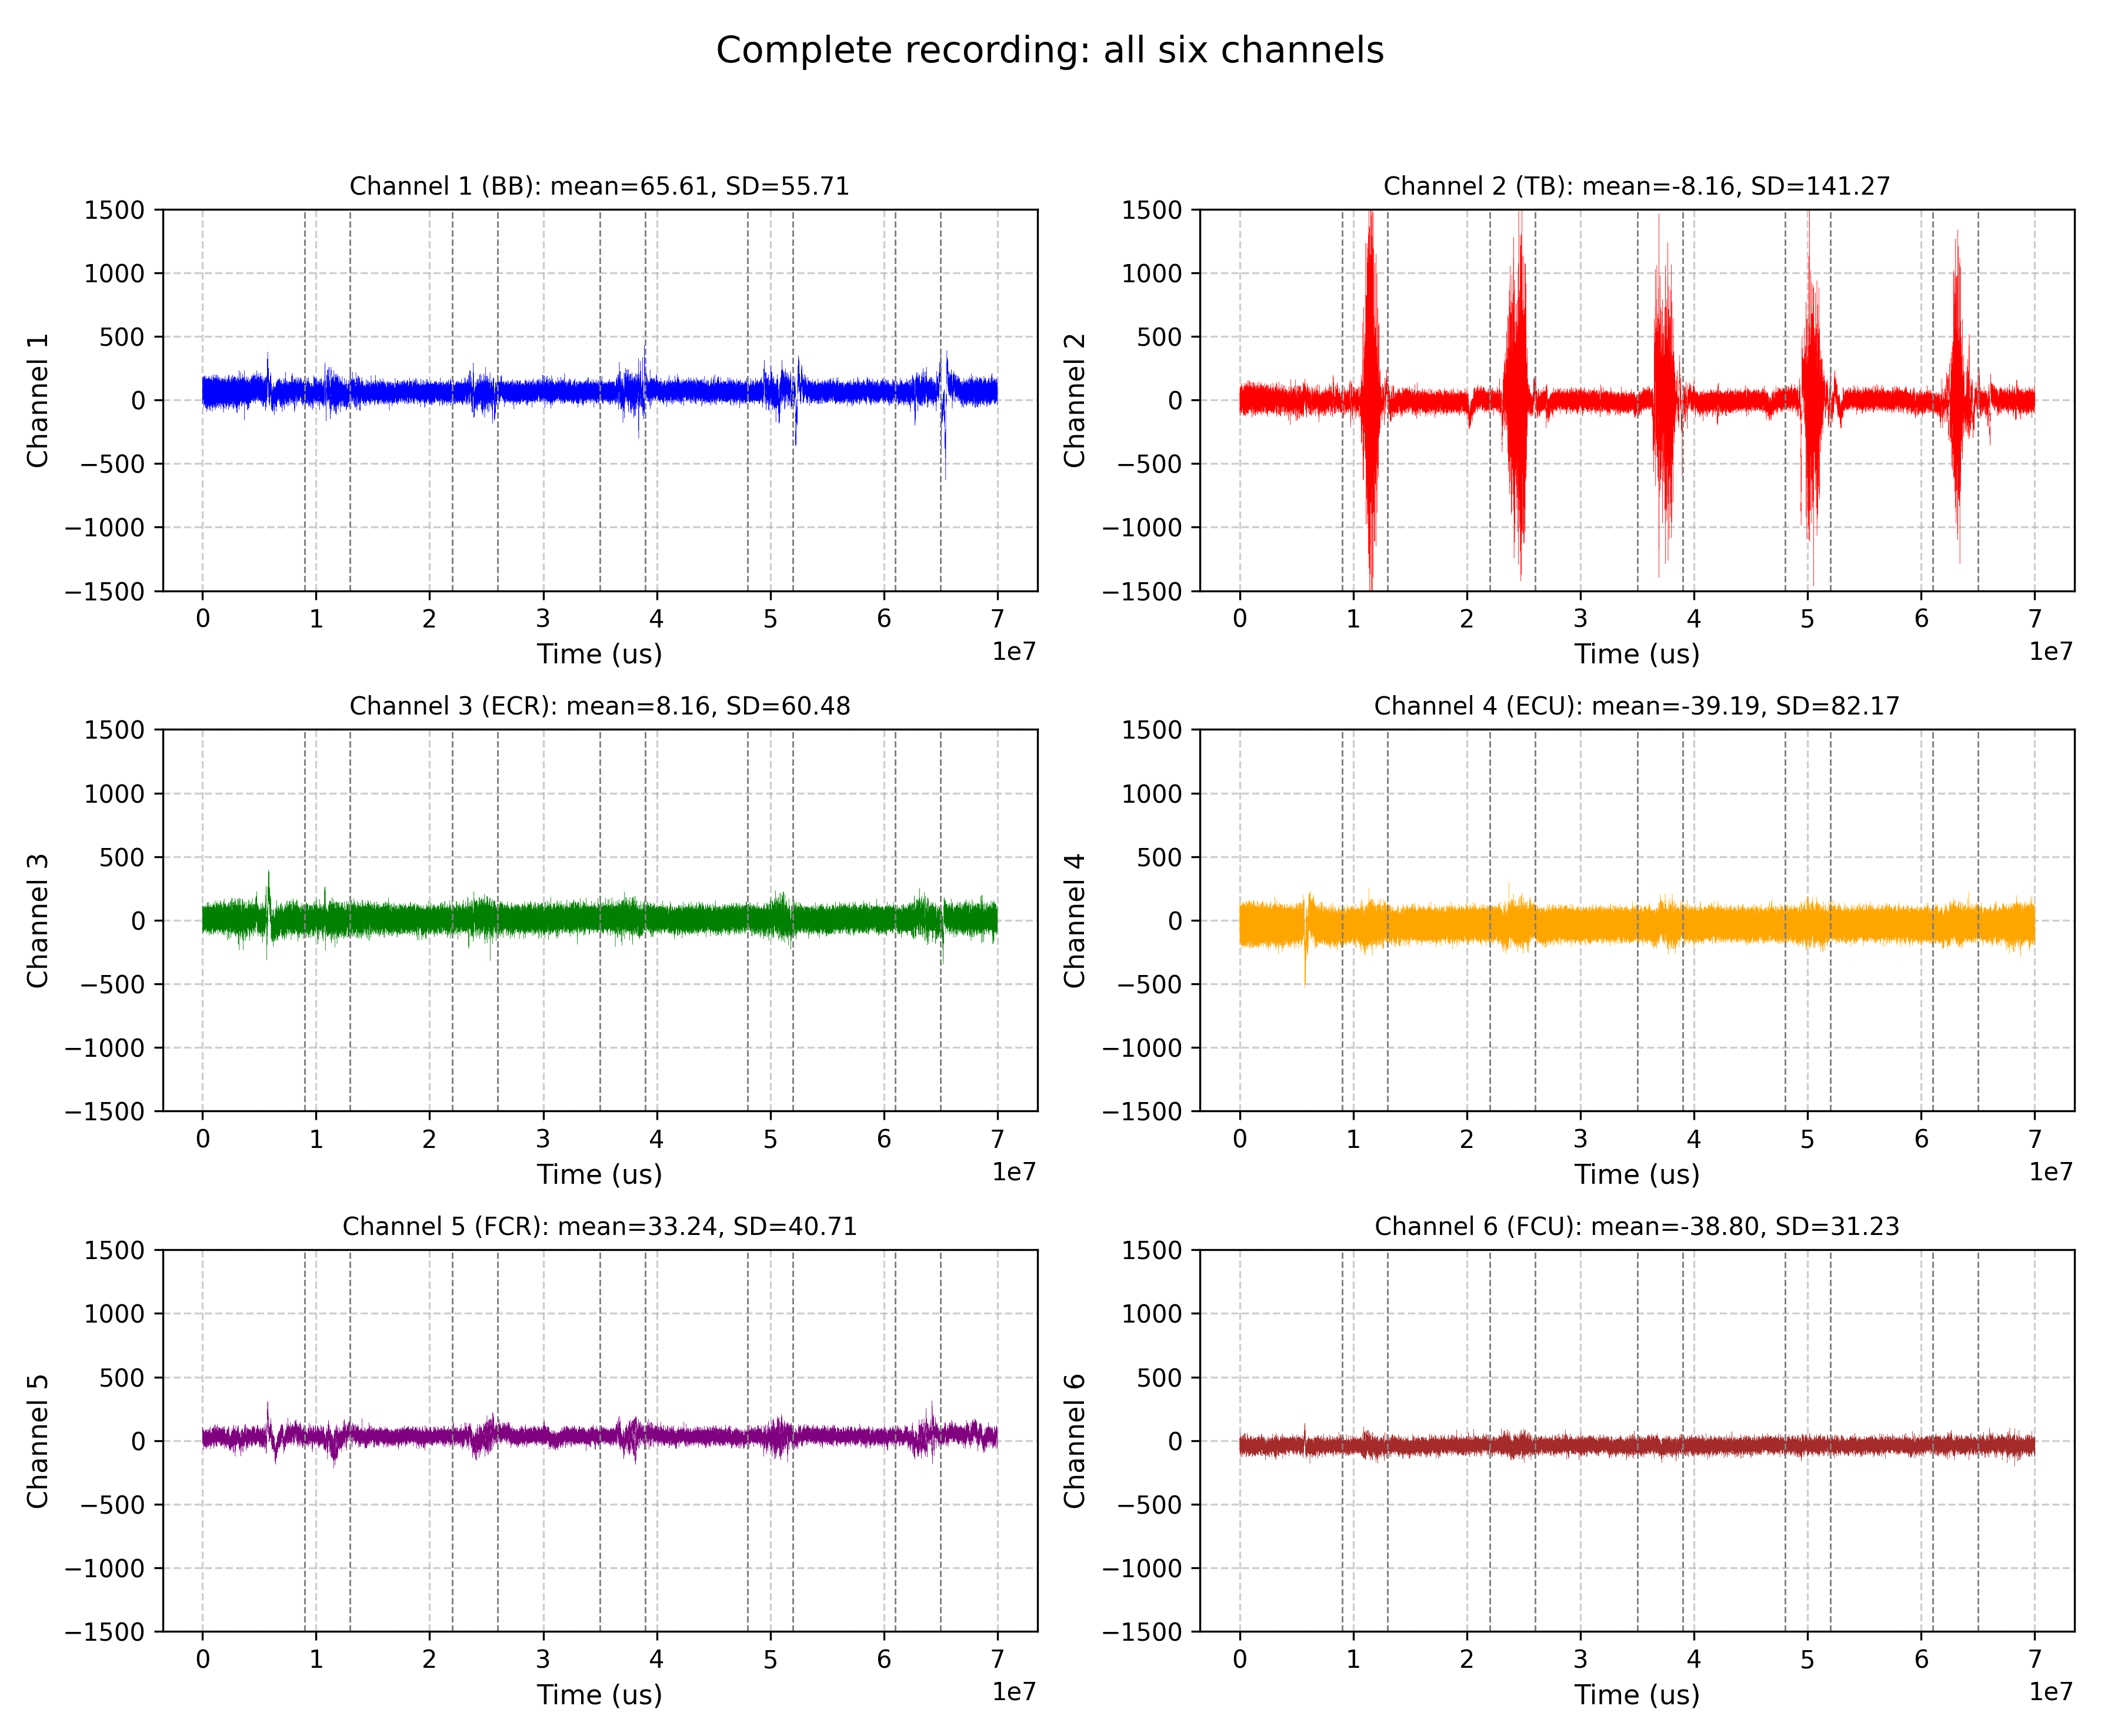 Complete recording: all six channels
Channel 1 (BB): mean=65.61, SD=55.71
Channel 1
1500
1000
500
0
−500
−1000
−1500
0 1 2 3 4 5 6 7
Time (us)
1e7
Channel 2 (TB): mean=-8.16, SD=141.27
Channel 2
1500
1000
500
0
−500
−1000
−1500
0 1 2 3 4 5 6 7
Time (us)
1e7
Channel 3 (ECR): mean=8.16, SD=60.48
Channel 3
1500
1000
500
0
−500
−1000
−1500
0 1 2 3 4 5 6 7
Time (us)
1e7
Channel 4 (ECU): mean=-39.19, SD=82.17
Channel 4
1500
1000
500
0
−500
−1000
−1500
0 1 2 3 4 5 6 7
Time (us)
1e7
Channel 5 (FCR): mean=33.24, SD=40.71
Channel 5
1500
1000
500
0
−500
−1000
−1500
0 1 2 3 4 5 6 7
Time (us)
1e7
Channel 6 (FCU): mean=-38.80, SD=31.23
Channel 6
1500
1000
500
0
−500
−1000
−1500
0 1 2 3 4 5 6 7
Time (us)
1e7